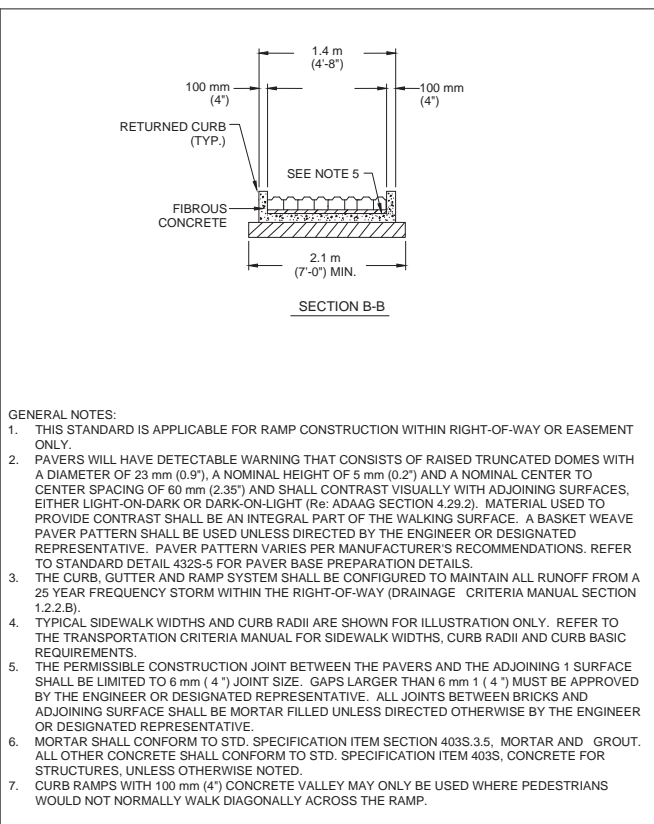 1.4 m
(4'-8")
100 mm
(4")
100 mm
(4")
RETURNED CURB
(TYP.)
SEE NOTE 5
FIBROUS
CONCRETE
2.1 m
(7'-0") MIN.
SECTION B-B
GENERAL NOTES:
1. THIS STANDARD IS APPLICABLE FOR RAMP CONSTRUCTION WITHIN RIGHT-OF-WAY OR EASEMENT
ONLY.
2. PAVERS WILL HAVE DETECTABLE WARNING THAT CONSISTS OF RAISED TRUNCATED DOMES WITH
A DIAMETER OF 23 mm (0.9"), A NOMINAL HEIGHT OF 5 mm (0.2") AND A NOMINAL CENTER TO
CENTER SPACING OF 60 mm (2.35") AND SHALL CONTRAST VISUALLY WITH ADJOINING SURFACES,
EITHER LIGHT-ON-DARK OR DARK-ON-LIGHT (Re: ADAAG SECTION 4.29.2). MATERIAL USED TO
PROVIDE CONTRAST SHALL BE AN INTEGRAL PART OF THE WALKING SURFACE. A BASKET WEAVE
PAVER PATTERN SHALL BE USED UNLESS DIRECTED BY THE ENGINEER OR DESIGNATED
REPRESENTATIVE. PAVER PATTERN VARIES PER MANUFACTURER'S RECOMMENDATIONS. REFER
TO STANDARD DETAIL 432S-5 FOR PAVER BASE PREPARATION DETAILS.
3. THE CURB, GUTTER AND RAMP SYSTEM SHALL BE CONFIGURED TO MAINTAIN ALL RUNOFF FROM A
25 YEAR FREQUENCY STORM WITHIN THE RIGHT-OF-WAY (DRAINAGE CRITERIA MANUAL SECTION
1.2.2.B).
4. TYPICAL SIDEWALK WIDTHS AND CURB RADII ARE SHOWN FOR ILLUSTRATION ONLY. REFER TO
THE TRANSPORTATION CRITERIA MANUAL FOR SIDEWALK WIDTHS, CURB RADII AND CURB BASIC
REQUIREMENTS.
5. THE PERMISSIBLE CONSTRUCTION JOINT BETWEEN THE PAVERS AND THE ADJOINING 1 SURFACE
SHALL BE LIMITED TO 6 mm ( 4 ") JOINT SIZE. GAPS LARGER THAN 6 mm 1 ( 4 ") MUST BE APPROVED
BY THE ENGINEER OR DESIGNATED REPRESENTATIVE. ALL JOINTS BETWEEN BRICKS AND
ADJOINING SURFACE SHALL BE MORTAR FILLED UNLESS DIRECTED OTHERWISE BY THE ENGINEER
OR DESIGNATED REPRESENTATIVE.
6. MORTAR SHALL CONFORM TO STD. SPECIFICATION ITEM SECTION 403S.3.5, MORTAR AND GROUT.
ALL OTHER CONCRETE SHALL CONFORM TO STD. SPECIFICATION ITEM 403S, CONCRETE FOR
STRUCTURES, UNLESS OTHERWISE NOTED.
7. CURB RAMPS WITH 100 mm (4") CONCRETE VALLEY MAY ONLY BE USED WHERE PEDESTRIANS
WOULD NOT NORMALLY WALK DIAGONALLY ACROSS THE RAMP.